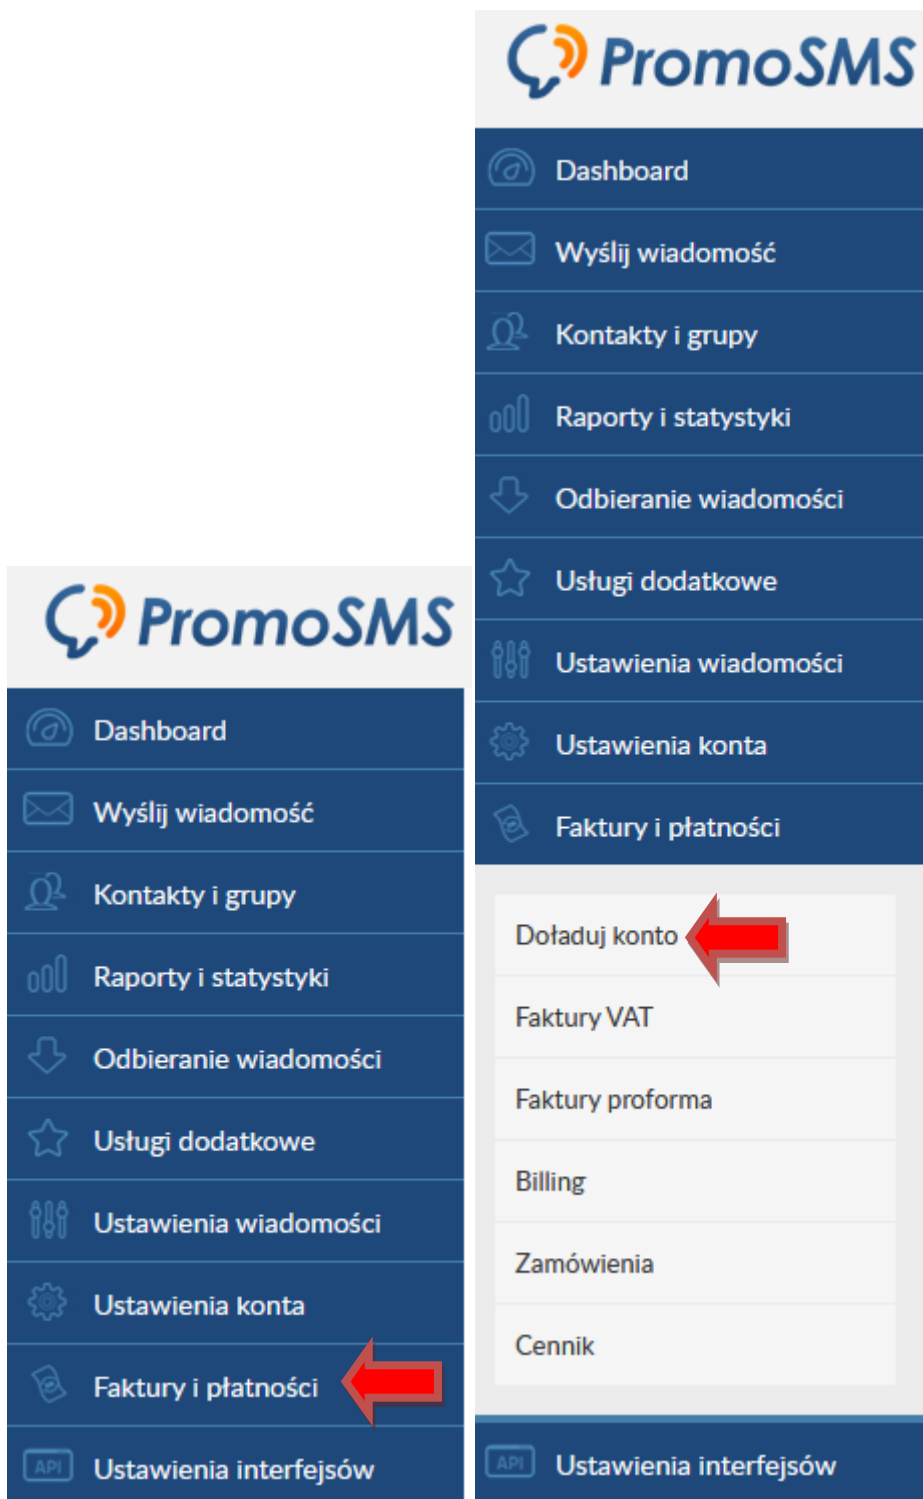 PromoSMS
Dashboard
Wyślij wiadomość
Kontakty i grupy
Raporty i statystyki
Odbieranie wiadomości
Usługi dodatkowe
Ustawienia wiadomości
Ustawienia konta
Faktury i płatności
API Ustawienia interfejsów
PromoSMS
Dashboard
Wyślij wiadomość
Kontakty i grupy
Raporty i statystyki
Odbieranie wiadomości
Usługi dodatkowe
Ustawienia wiadomości
Ustawienia konta
Faktury i płatności
Doładuj konto
Faktury VAT
Faktury proforma
Billing
Zamówienia
Cennik
API Ustawienia interfejsów